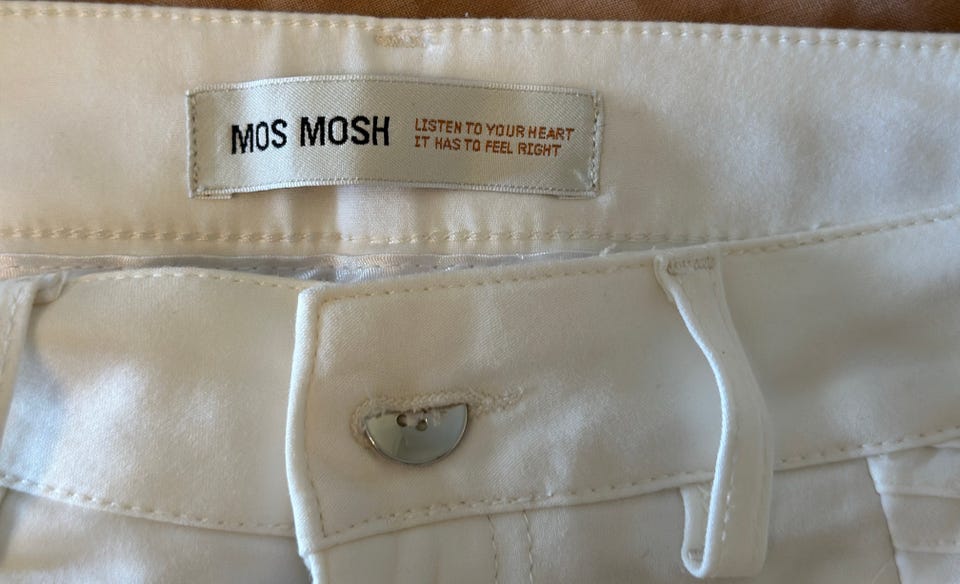 MOS MOSH
LISTEN TO YOUR HEART
IT HAS TO FEEL RIGHT